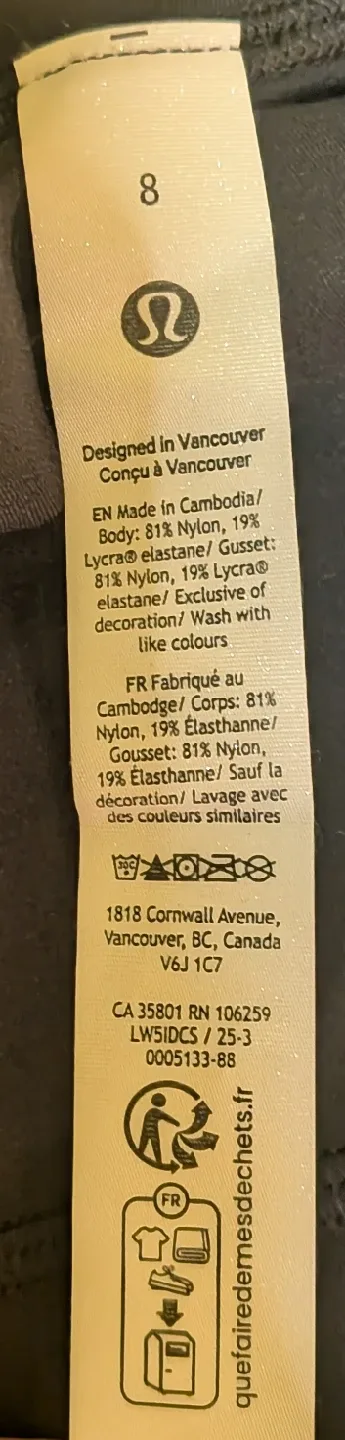 8
Designed in Vancouver
Conçu à Vancouver
EN Made in Cambodia/
Body: 81% Nylon, 19%
Lycra® elastane/ Gusset:
81% Nylon, 19% Lycra®
elastane/ Exclusive of
decoration/ Wash with
like colours
FR Fabriqué au
Cambodge/ Corps: 81%
Nylon, 19% Élasthanne/
Gousset: 81% Nylon,
19% Élasthanne/ Sauf la
décoration/ Lavage avec
des couleurs similaires
30C
1818 Cornwall Avenue,
Vancouver, BC, Canada
V6J 1C7
CA 35801 RN 106259
LW5IDCS / 25-3
0005133-88
FR
quefairedemesdechets.fr